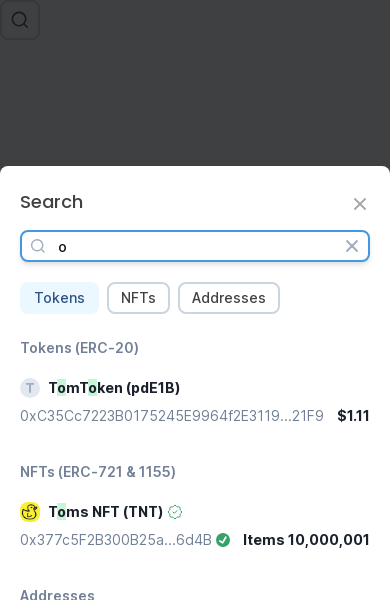 Search
o
Tokens NFTs Addresses
Tokens (ERC-20)
T TomToken (pdE1B)
0xC35Cc7223B0175245E9964f2E3119...21F9 $1.11
NFTs (ERC-721 & 1155)
Toms NFT (TNT)
0x377c5F2B300B25a...6d4B Items 10,000,001
Addresses